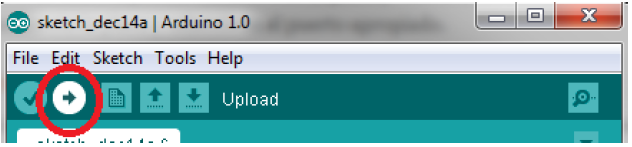 sketch_dec14a | Arduino 1.0
File Edit Sketch Tools Help
Upload